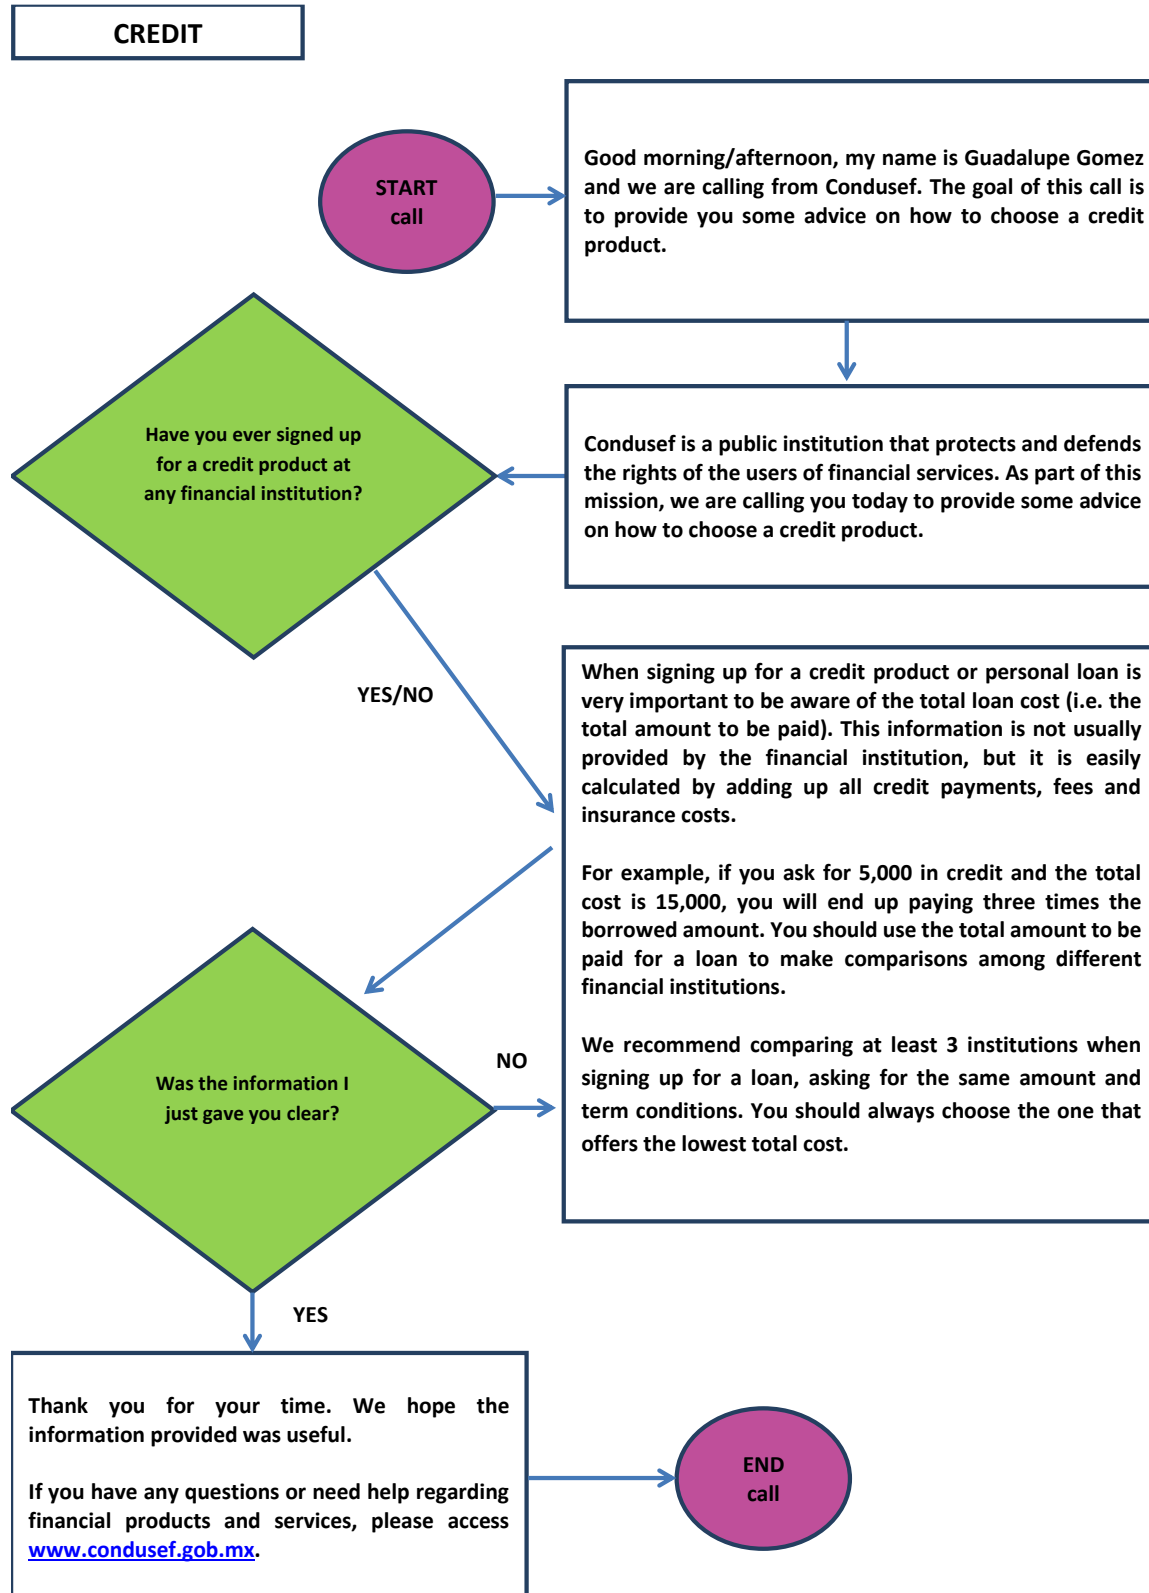 CREDIT
START
call
Good morning/afternoon, my name is Guadalupe Gomez
and we are calling from Condusef. The goal of this call is
to provide you some advice on how to choose a credit
product.
Condusef is a public institution that protects and defends
the rights of the users of financial services. As part of this
mission, we are calling you today to provide some advice
on how to choose a credit product.
Have you ever signed up
for a credit product at
any financial institution?
YES/NO
When signing up for a credit product or personal loan is
very important to be aware of the total loan cost (i.e. the
total amount to be paid). This information is not usually
provided by the financial institution, but it is easily
calculated by adding up all credit payments, fees and
insurance costs.
For example, if you ask for 5,000 in credit and the total
cost is 15,000, you will end up paying three times the
borrowed amount. You should use the total amount to be
paid for a loan to make comparisons among different
financial institutions.
We recommend comparing at least 3 institutions when
signing up for a loan, asking for the same amount and
term conditions. You should always choose the one that
offers the lowest total cost.
Was the information I
just gave you clear?
NO
YES
Thank you for your time. We hope the
information provided was useful.
If you have any questions or need help regarding
financial products and services, please access
www.condusef.gob.mx.
END
call